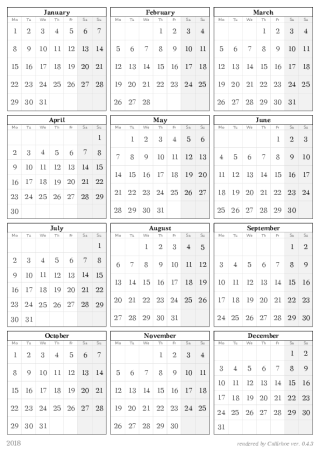 January
Mo Tu We Th Fr Sa Su
1 2 3 4 5 6 7
8 9 10 11 12 13 14
15 16 17 18 19 20 21
22 23 24 25 26 27 28
29 30 31
February
Mo Tu We Th Fr Sa Su
1 2 3 4
5 6 7 8 9 10 11
12 13 14 15 16 17 18
19 20 21 22 23 24 25
26 27 28
March
Mo Tu We Th Fr Sa Su
1 2 3 4
5 6 7 8 9 10 11
12 13 14 15 16 17 18
19 20 21 22 23 24 25
26 27 28 29 30 31
April
Mo Tu We Th Fr Sa Su
1
2 3 4 5 6 7 8
9 10 11 12 13 14 15
16 17 18 19 20 21 22
23 24 25 26 27 28 29
30
May
Mo Tu We Th Fr Sa Su
1 2 3 4 5 6
7 8 9 10 11 12 13
14 15 16 17 18 19 20
21 22 23 24 25 26 27
28 29 30 31
June
Mo Tu We Th Fr Sa Su
1 2 3
4 5 6 7 8 9 10
11 12 13 14 15 16 17
18 19 20 21 22 23 24
25 26 27 28 29 30
July
Mo Tu We Th Fr Sa Su
1
2 3 4 5 6 7 8
9 10 11 12 13 14 15
16 17 18 19 20 21 22
23 24 25 26 27 28 29
30 31
August
Mo Tu We Th Fr Sa Su
1 2 3 4 5
6 7 8 9 10 11 12
13 14 15 16 17 18 19
20 21 22 23 24 25 26
27 28 29 30 31
September
Mo Tu We Th Fr Sa Su
1 2
3 4 5 6 7 8 9
10 11 12 13 14 15 16
17 18 19 20 21 22 23
24 25 26 27 28 29 30
October
Mo Tu We Th Fr Sa Su
1 2 3 4 5 6 7
8 9 10 11 12 13 14
15 16 17 18 19 20 21
22 23 24 25 26 27 28
29 30 31
November
Mo Tu We Th Fr Sa Su
1 2 3 4
5 6 7 8 9 10 11
12 13 14 15 16 17 18
19 20 21 22 23 24 25
26 27 28 29 30
December
Mo Tu We Th Fr Sa Su
1 2
3 4 5 6 7 8 9
10 11 12 13 14 15 16
17 18 19 20 21 22 23
24 25 26 27 28 29 30
31
2018
rendered by ver. 0.4.3